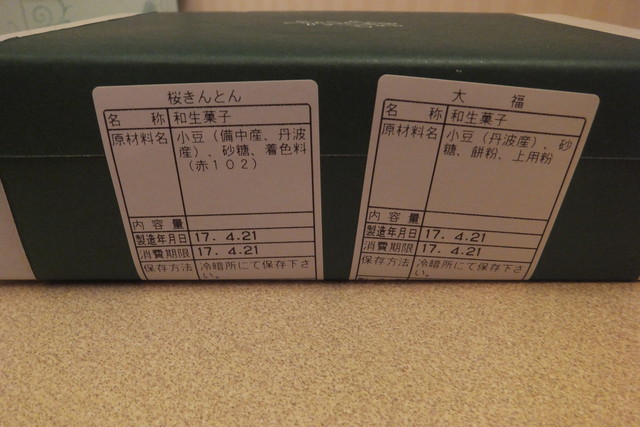 桜きんとん
名 称 和生菓子
原材料名 小豆（備中産、丹波
産）、砂糖、着色料
（赤１０２）
内容量
製造年月日 17. 4.21
消費期限 17. 4.21
保存方法 冷暗所にて保存下さ
い。
大 福
名 称 和生菓子
原材料名 小豆（丹波産）、砂
糖、餅粉、上用粉
内容量
製造年月日 17. 4.21
消費期限 17. 4.21
保存方法 冷暗所にて保存下さ
い。